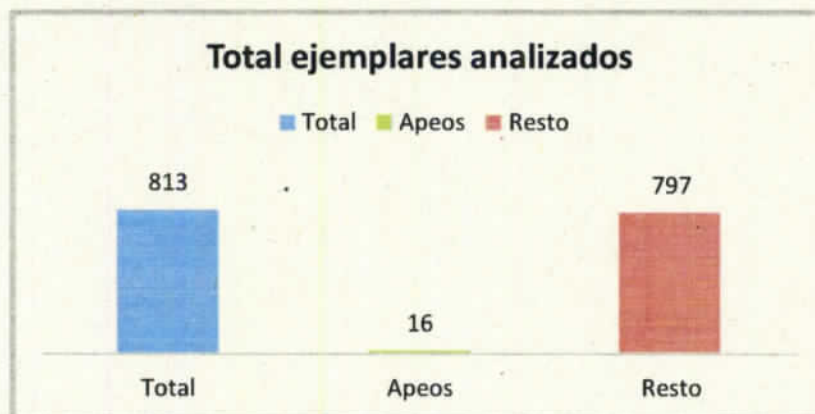 Total ejemplares analizados
Total Apeos Resto
813
16
797
Total Apeos Resto